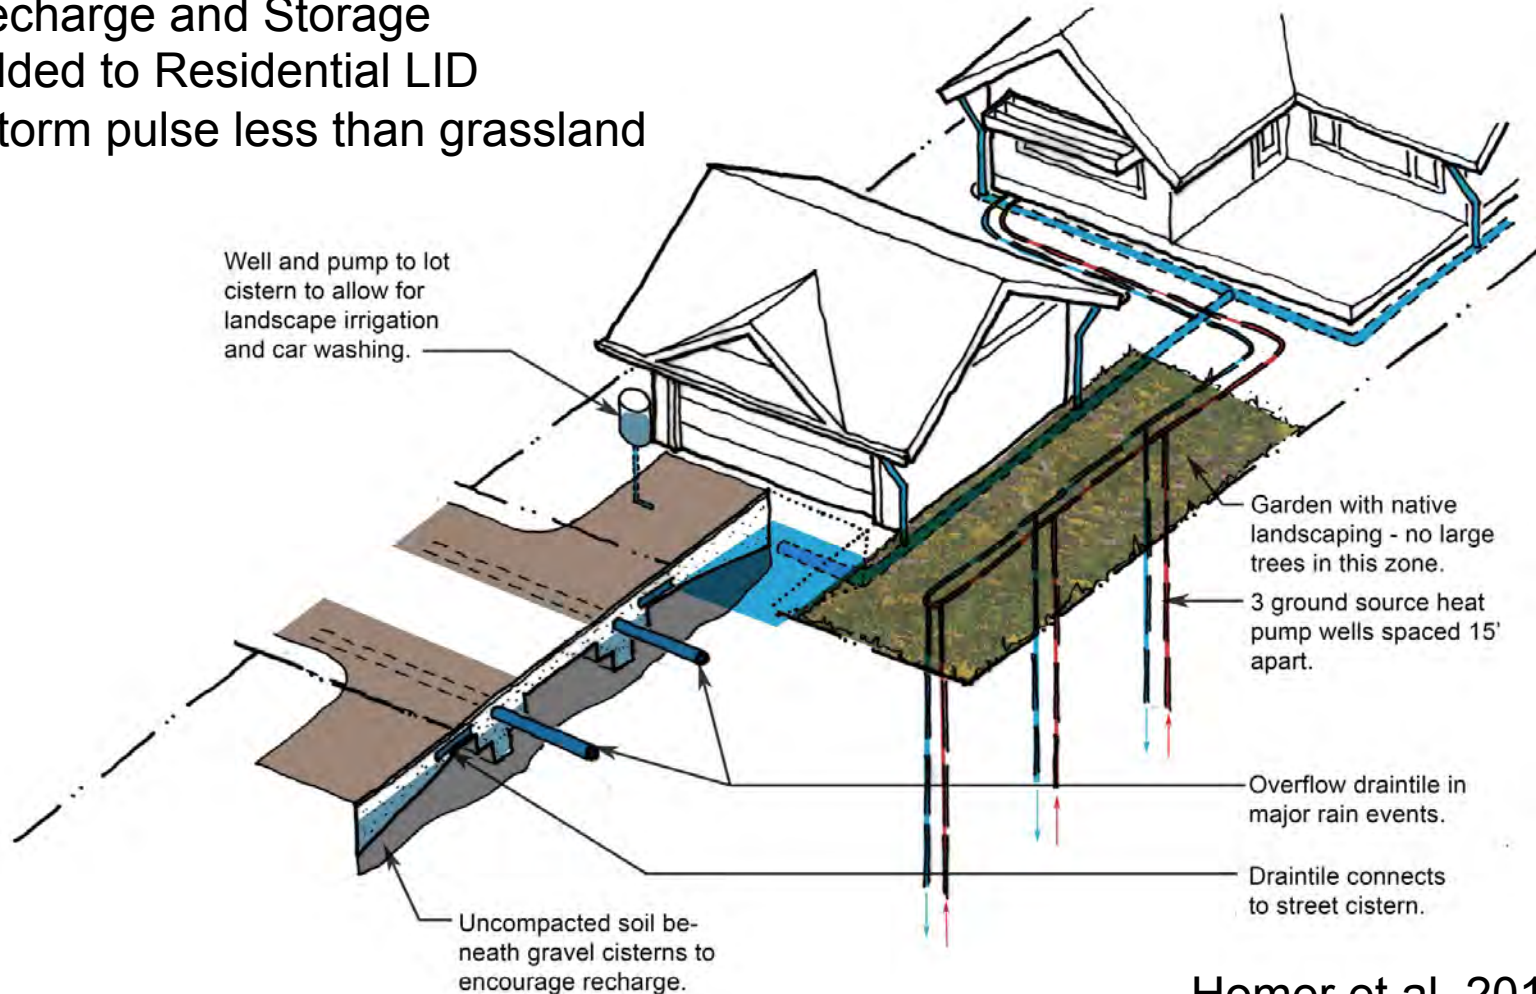 echarge and Storage
dded to Residential LID
torm pulse less than grassland
Well and pump to lot
cistern to allow for
landscape irrigation
and car washing.
Garden with native
landscaping - no large
trees in this zone.
3 ground source heat
pump wells spaced 15'
apart.
Overflow draintile in
major rain events.
Draintile connects
to street cistern.
Uncompacted soil be-
neath gravel cisterns to
encourage recharge.
et al. 201